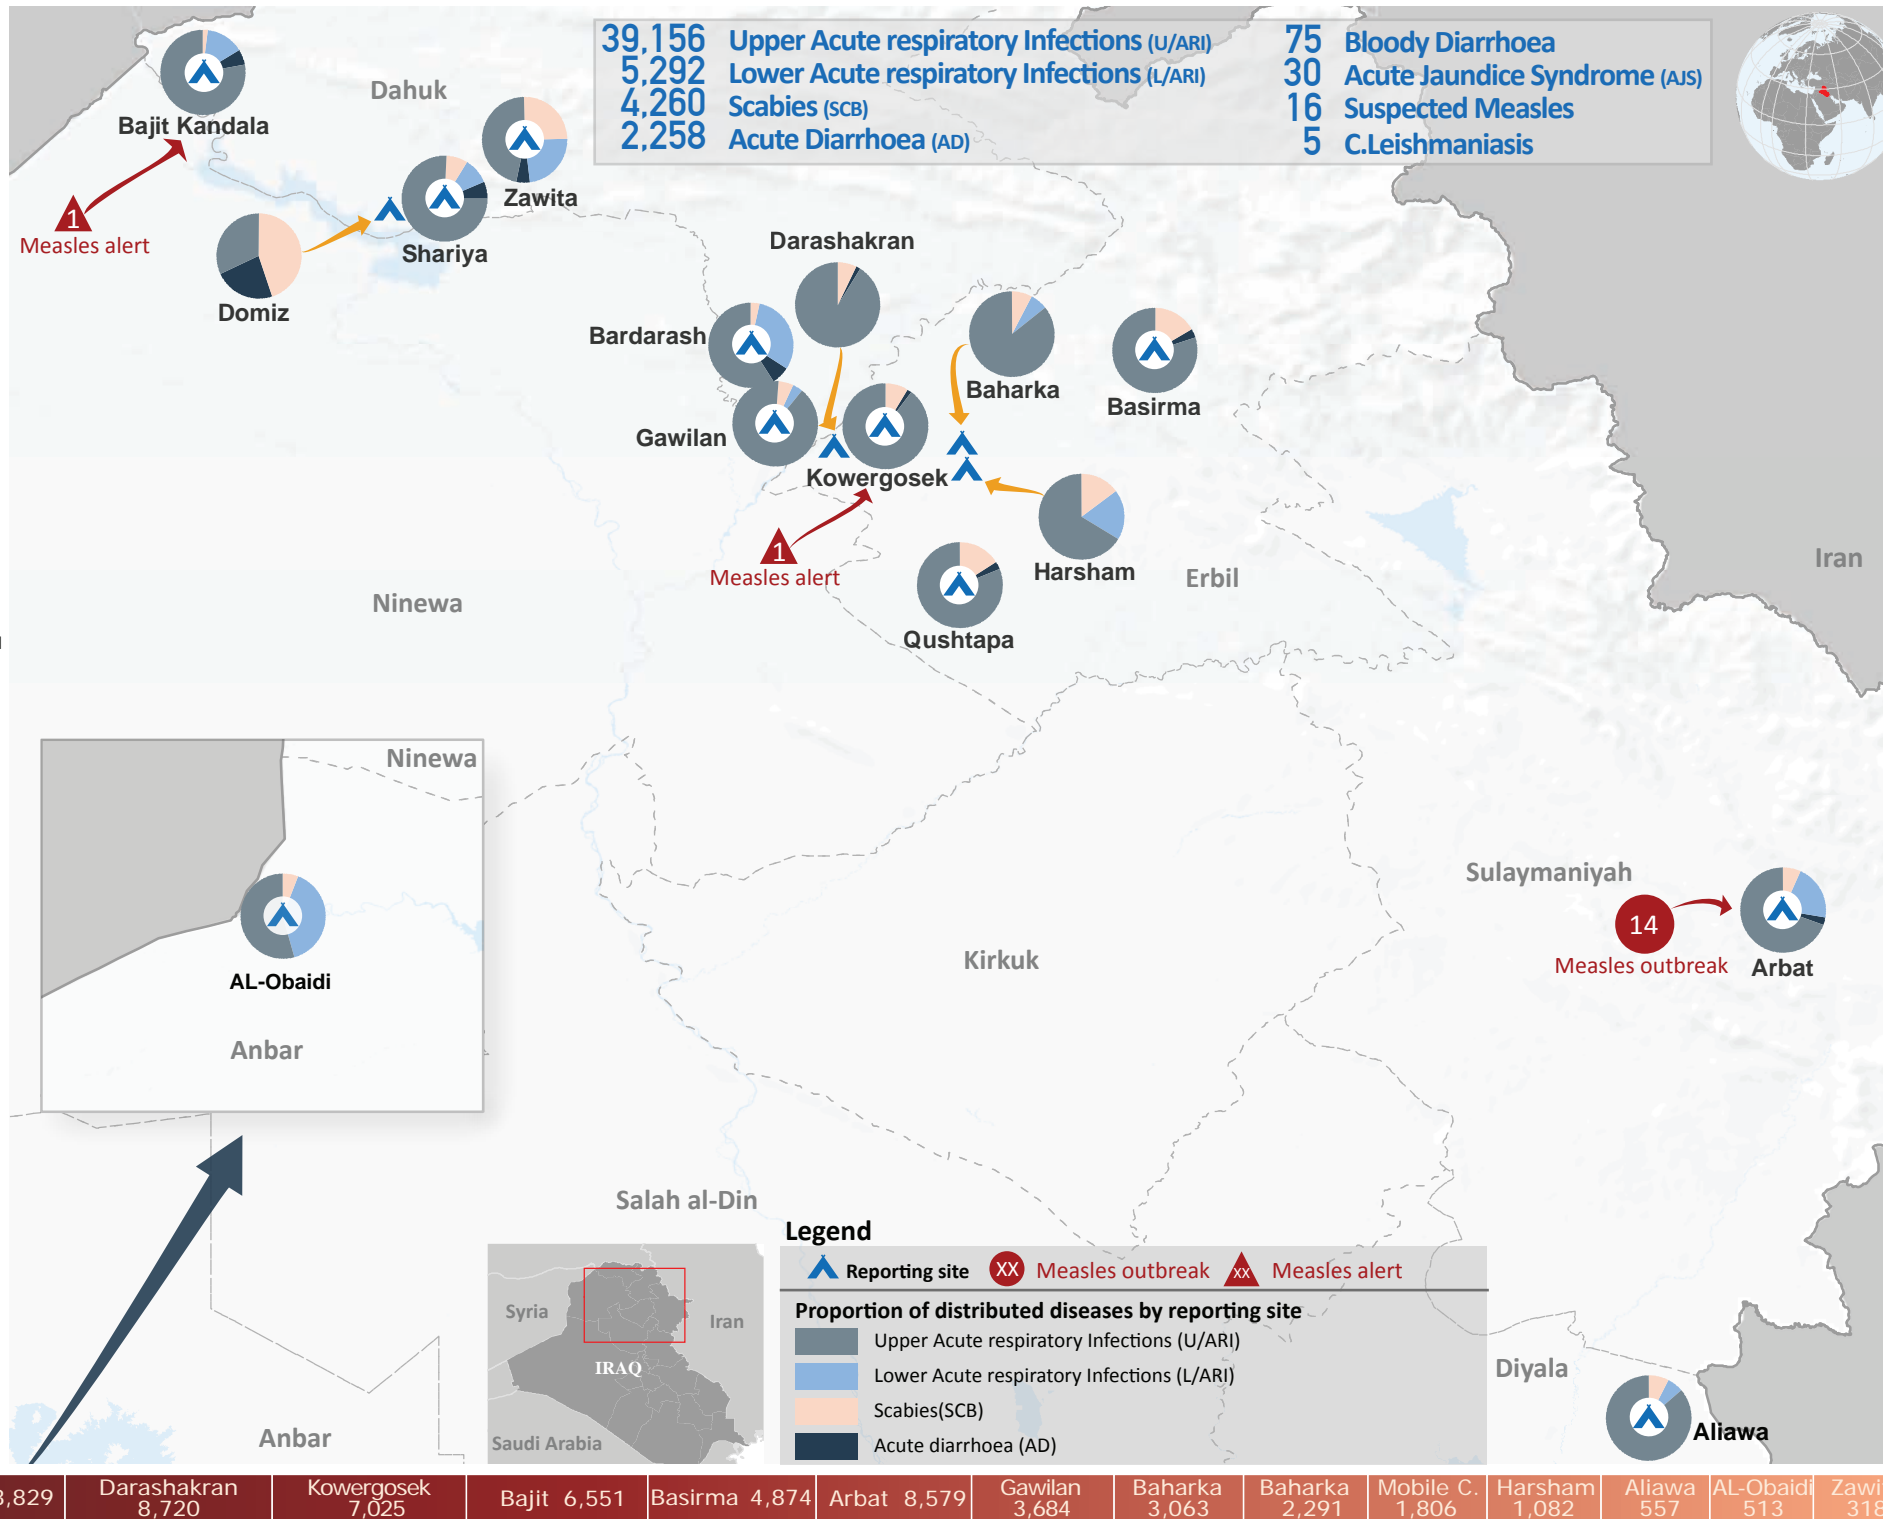 39,156 Upper Acute respiratory Infections (U/ARI)
5,292 Lower Acute respiratory Infections (L/ARI)
4,260 Scabies (SCB)
2,258 Acute Diarrhoea (AD)
75 Bloody Diarrhoea
30 Acute Jaundice Syndrome (AJS)
16 Suspected Measles
5 C.Leishmaniasis
Dahuk
Bajit Kandala
Zawita
1
Measles alert
Shariya
Domiz
Darashakran
Bardarash
Baharka
Basirma
Gawilan
Kowergosek
1
Measles alert
Harsham
Erbil
Iran
Ninewa
Qushtapa
Ninewa
AL-Obaidi
Anbar
Kirkuk
Sulaymaniyah
14
Measles outbreak
Arbat
Salah al-Din
Legend
Reporting site
XX Measles outbreak
XX Measles alert
Proportion of distributed diseases by reporting site
Upper Acute respiratory Infections (U/ARI)
Lower Acute respiratory Infections (L/ARI)
Scabies(SCB)
Acute diarrhoea (AD)
Syria
Iran
IRAQ
Saudi Arabia
Anbar
Diyala
Aliawa
,829
Darashakran
8,720
Kowergosek
7,025
Bajit 6,551
Basirma 4,874
Arbat 8,579
Gawilan
3,684
Baharka
3,063
Baharka
2,291
Mobile C.
1,806
Harsham
1,082
Aliawa
557
AL-Obaidi
513
Zawi
318